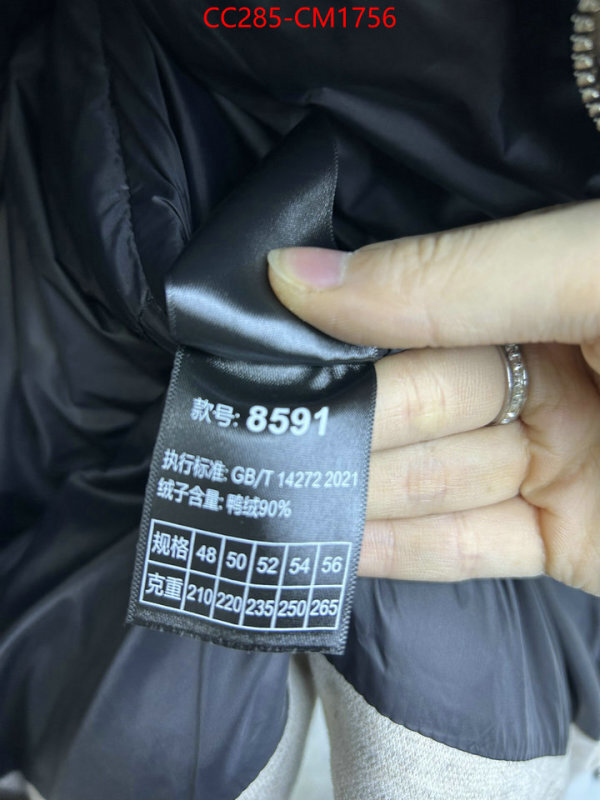 CC285-CM1756
款号: 8591
执行标准: GB/T 14272 2021
绒子含量: 鸭绒90%
规格 48 50 52 54 56
克重 210 220 235 250 265